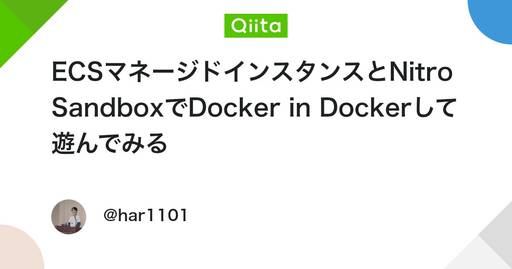 Qiita
ECSマネージドインスタンスとNitro
SandboxでDocker in Dockerして
遊んでみる
@har1101